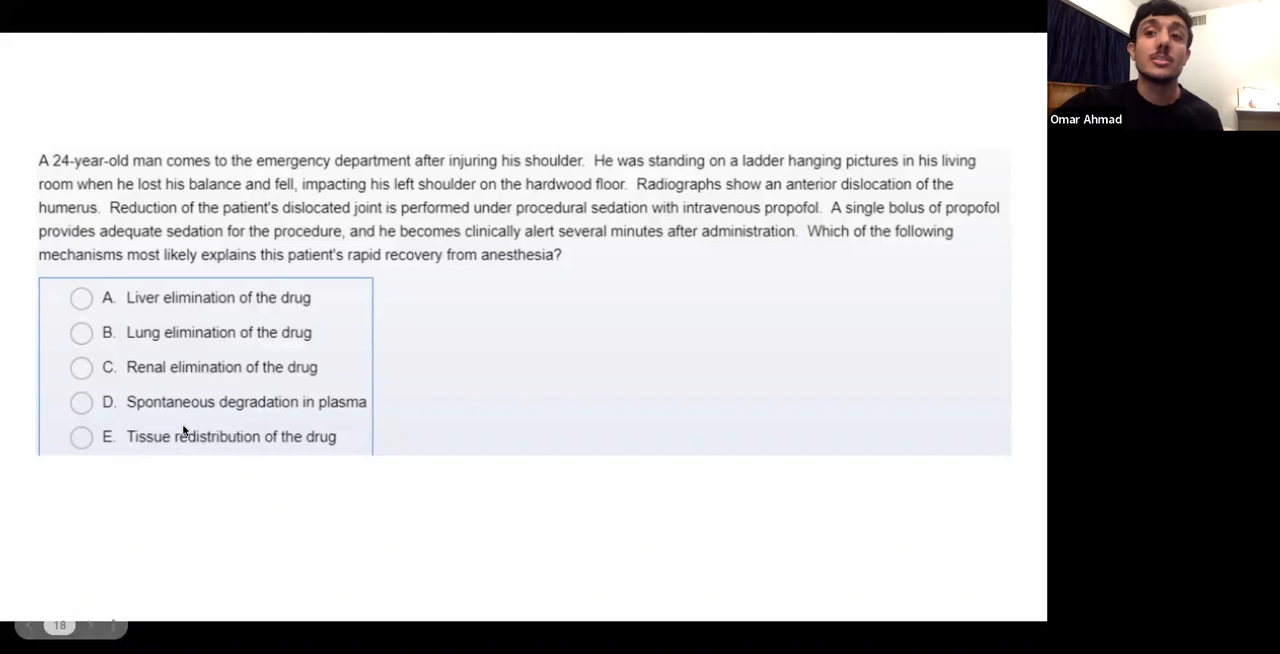 Omar Ahmad
A 24-year-old man comes to the emergency department after injuring his shoulder. He was standing on a ladder hanging pictures in his living
room when he lost his balance and fell, impacting his left shoulder on the hardwood floor. Radiographs show an anterior dislocation of the
humerus. Reduction of the patient's dislocated joint is performed under procedural sedation with intravenous propofol. A single bolus of propofol
provides adequate sedation for the procedure, and he becomes clinically alert several minutes after administration. Which of the following
mechanisms most likely explains this patient's rapid recovery from anesthesia?
A. Liver elimination of the drug
B. Lung elimination of the drug
C. Renal elimination of the drug
D. Spontaneous degradation in plasma
E. Tissue redistribution of the drug
18